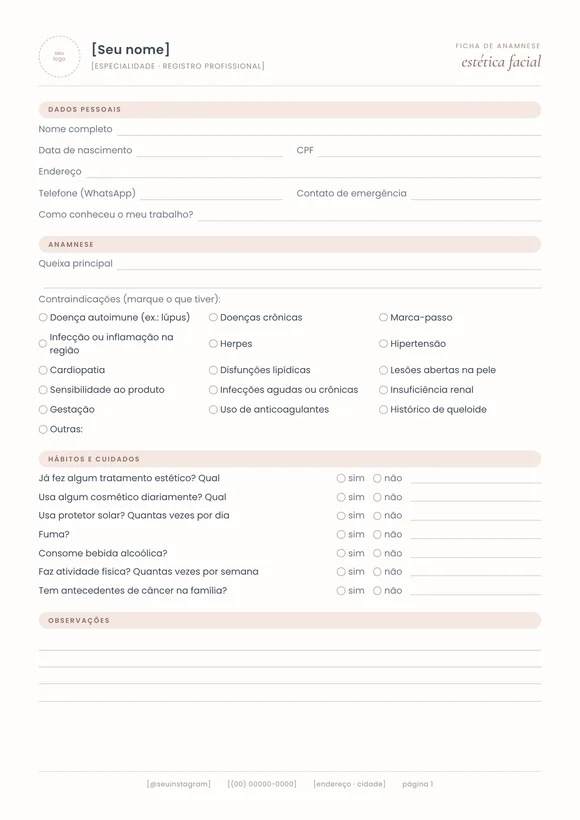 seu
logo
[Seu nome]
[ESPECIALIDADE · REGISTRO PROFISSIONAL]
FICHA DE ANAMNESE
estética facial
DADOS PESSOAIS
Nome completo
Data de nascimento CPF
Endereço
Telefone (WhatsApp) Contato de emergência
Como conheceu o meu trabalho?
ANAMNESE
Queixa principal
Contraindicações (marque o que tiver):
Doença autoimune (ex.: lúpus) Doenças crônicas Marca-passo
Infecção ou inflamação na
região Herpes Hipertensão
Cardiopatia Disfunções lipídicas Lesões abertas na pele
Sensibilidade ao produto Infecções agudas ou crônicas Insuficiência renal
Gestação Uso de anticoagulantes Histórico de queloide
Outras:
HÁBITOS E CUIDADOS
Já fez algum tratamento estético? Qual sim não
Usa algum cosmético diariamente? Qual sim não
Usa protetor solar? Quantas vezes por dia sim não
Fuma? sim não
Consome bebida alcoólica? sim não
Faz atividade física? Quantas vezes por semana sim não
Tem antecedentes de câncer na família? sim não
OBSERVAÇÕES
[@seuinstagram] [(00) 00000-0000] [endereço · cidade] página 1